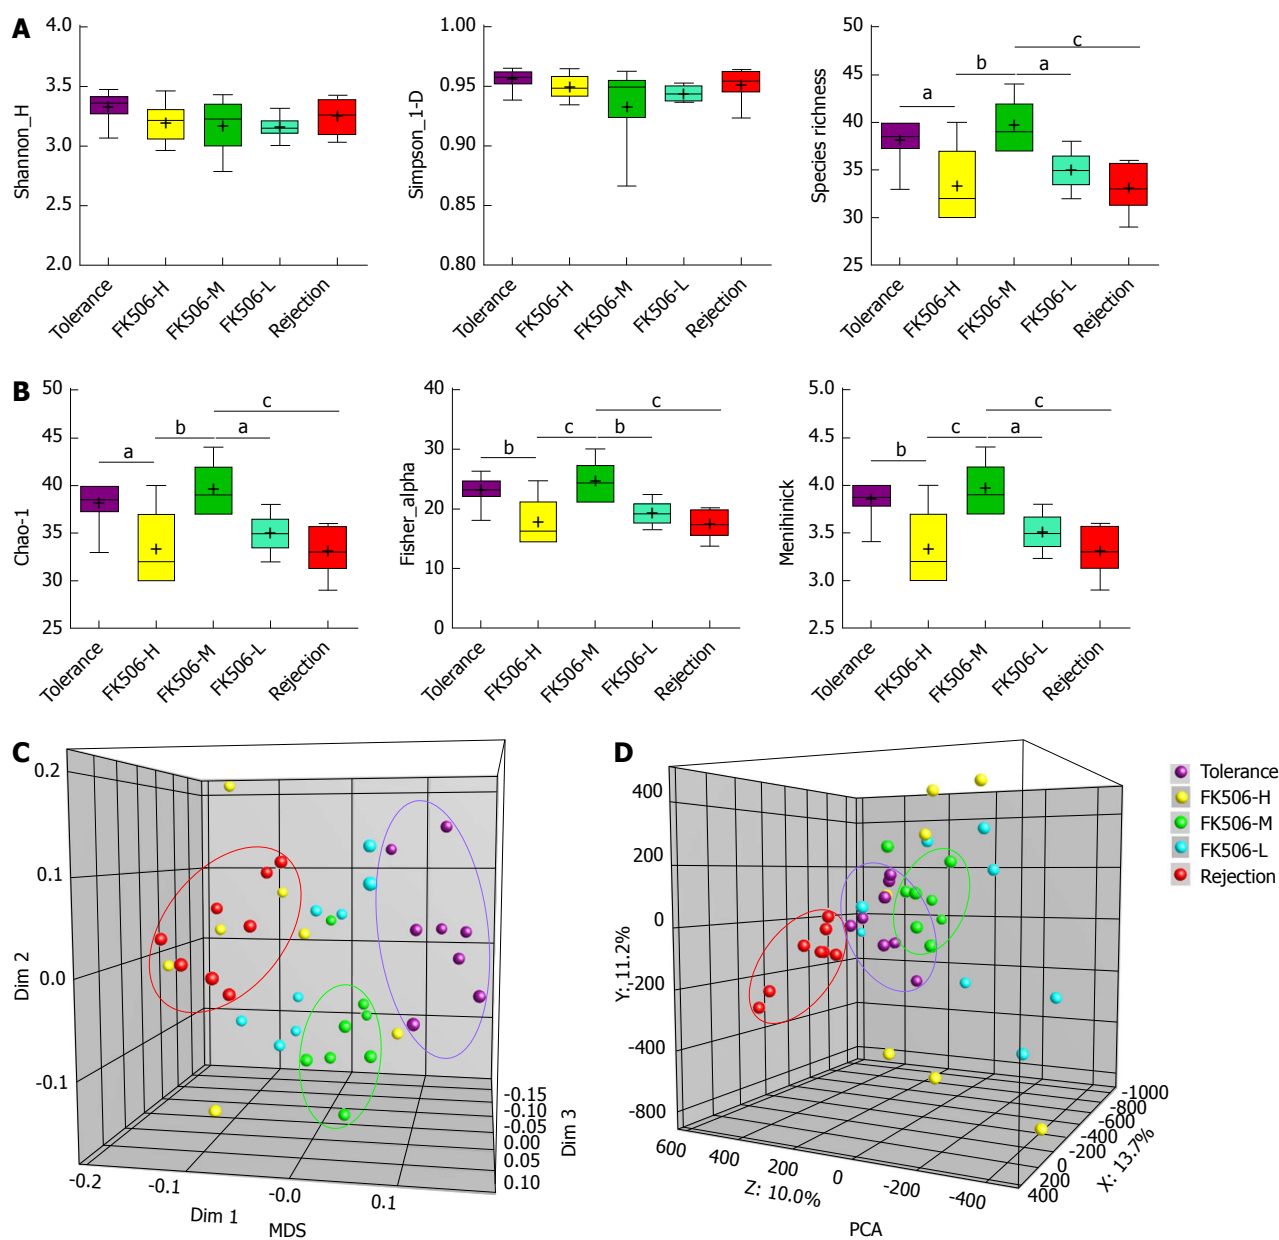 A
Shannon_H
4.0
3.5
3.0
2.5
2.0
Tolerance
FK506-H
FK506-M
FK506-L
Rejection
Simpson_1-D
1.00
0.95
0.90
0.85
0.80
Tolerance
FK506-H
FK506-M
FK506-L
Rejection
Species richness
50
45
40
35
30
25
a
b
a
c
Tolerance
FK506-H
FK506-M
FK506-L
Rejection
B
Chao-1
50
45
40
35
30
25
a
b
a
c
Tolerance
FK506-H
FK506-M
FK506-L
Rejection
Fisher_alpha
40
30
20
10
0
b
c
b
c
Tolerance
FK506-H
FK506-M
FK506-L
Rejection
Menihinick
5.0
4.5
4.0
3.5
3.0
2.5
b
c
a
c
Tolerance
FK506-H
FK506-M
FK506-L
Rejection
C
Dim 2
0.2
0.1
0.0
-0.1
-0.2
-0.1
-0.0
0.1
Dim 1
MDS
-0.15
-0.10
-0.05
0.00
0.05
0.10
Dim 3
D
Y: 11.2%
400
200
0
-200
-400
-800
600
400
200
0
-200
-400
Z: 10.0%
PCA
-1000
-800
-600
-400
-200
0
200
400
X: 13.7%
Tolerance
FK506-H
FK506-M
FK506-L
Rejection